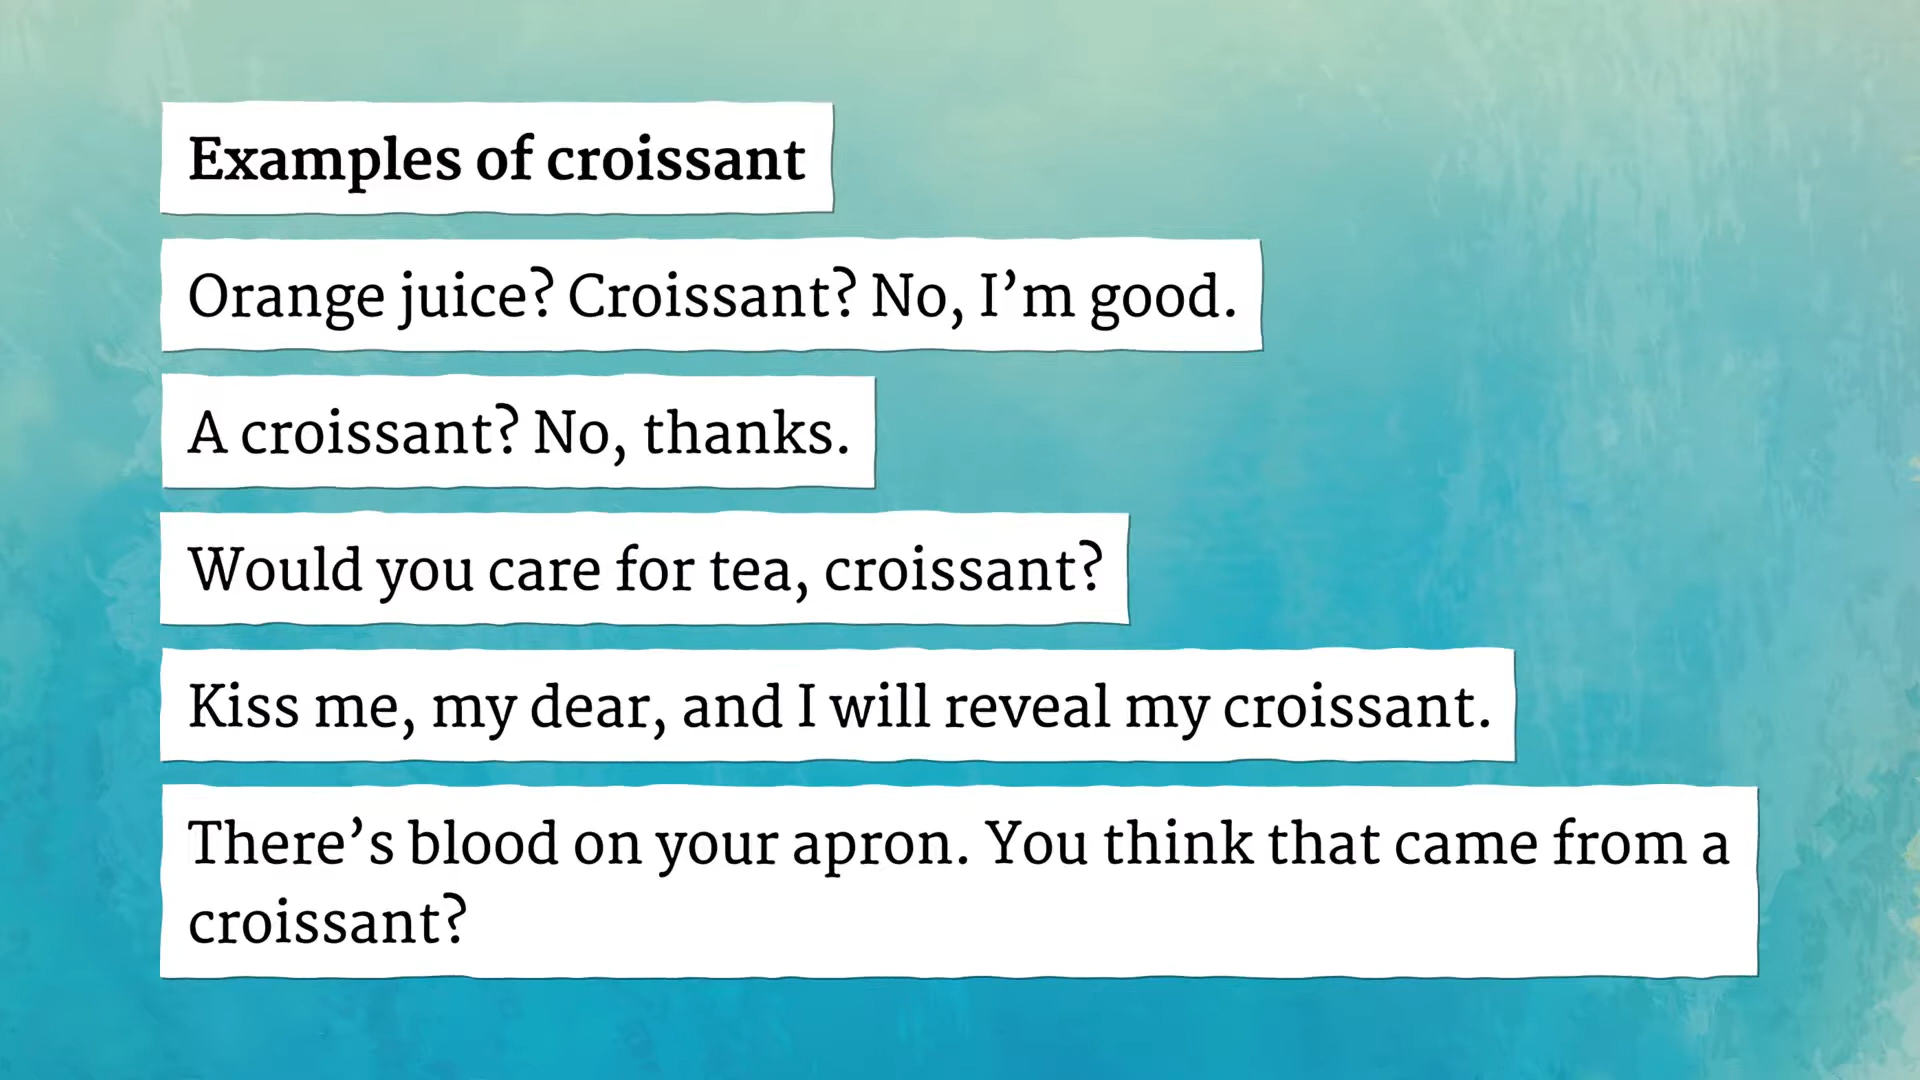 Examples of croissant
Orange juice? Croissant? No, I’m good.
A croissant? No, thanks.
Would you care for tea, croissant?
Kiss me, my dear, and I will reveal my croissant.
There’s blood on your apron. You think that came from a
croissant?